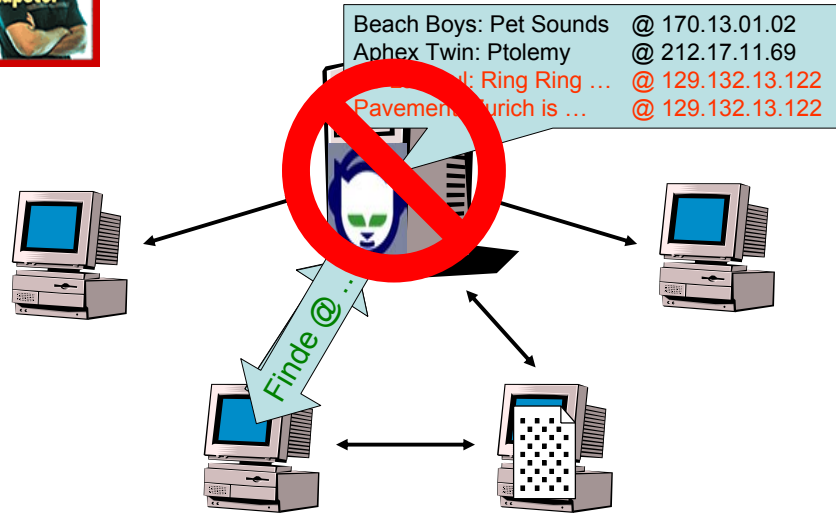 Beach Boys: Pet Sounds @ 170.13.01.02
Aphex Twin: Ptolemy @ 212.17.11.69
Ring Ring … @ 129.132.13.122
Pavement is … @ 129.132.13.122
Finde @ …